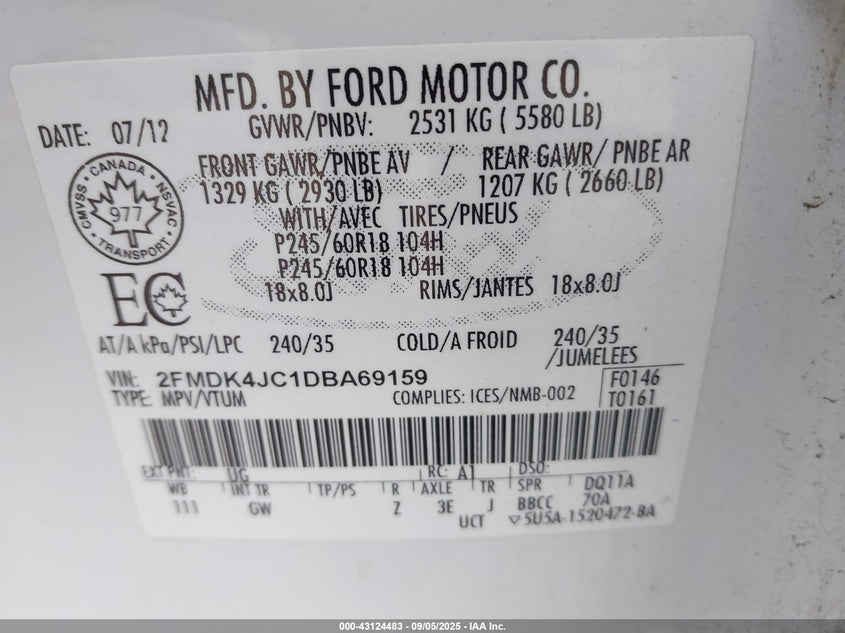 MFD. BY FORD MOTOR CO.
DATE: 07/12
GVWR/PNBV: 2531 KG ( 5580 LB)
FRONT GAWR/PNBE AV / REAR GAWR/ PNBE AR
1329 KG ( 2930 LB) 1207 KG ( 2660 LB)
WITH/AVEC TIRES/PNEUS
P245/60R18 104H
P245/60R18 104H
18x8.0J RIMS/JANTES 18x8.0J
CANADA
CMVSS NSVAC
977
TRANSPORT
EC
AT/A kPa/PSI/LPC 240/35 COLD/A FROID 240/35
/JUMELEES
VIN: 2FMDK4JC1DBA69159 F0146
TYPE: MPV/VTUM COMPLIES: ICES/NMB-002 T0161
EXT PNT: UG RC: A1 DSO:
WB INT TR TP/PS R AXLE TR SPR DQ11A
111 GW Z 3E J BBCC 70A
UCT ▽5U5A-1520472-BA
000-43124483 - 09/05/2025 - IAA Inc.